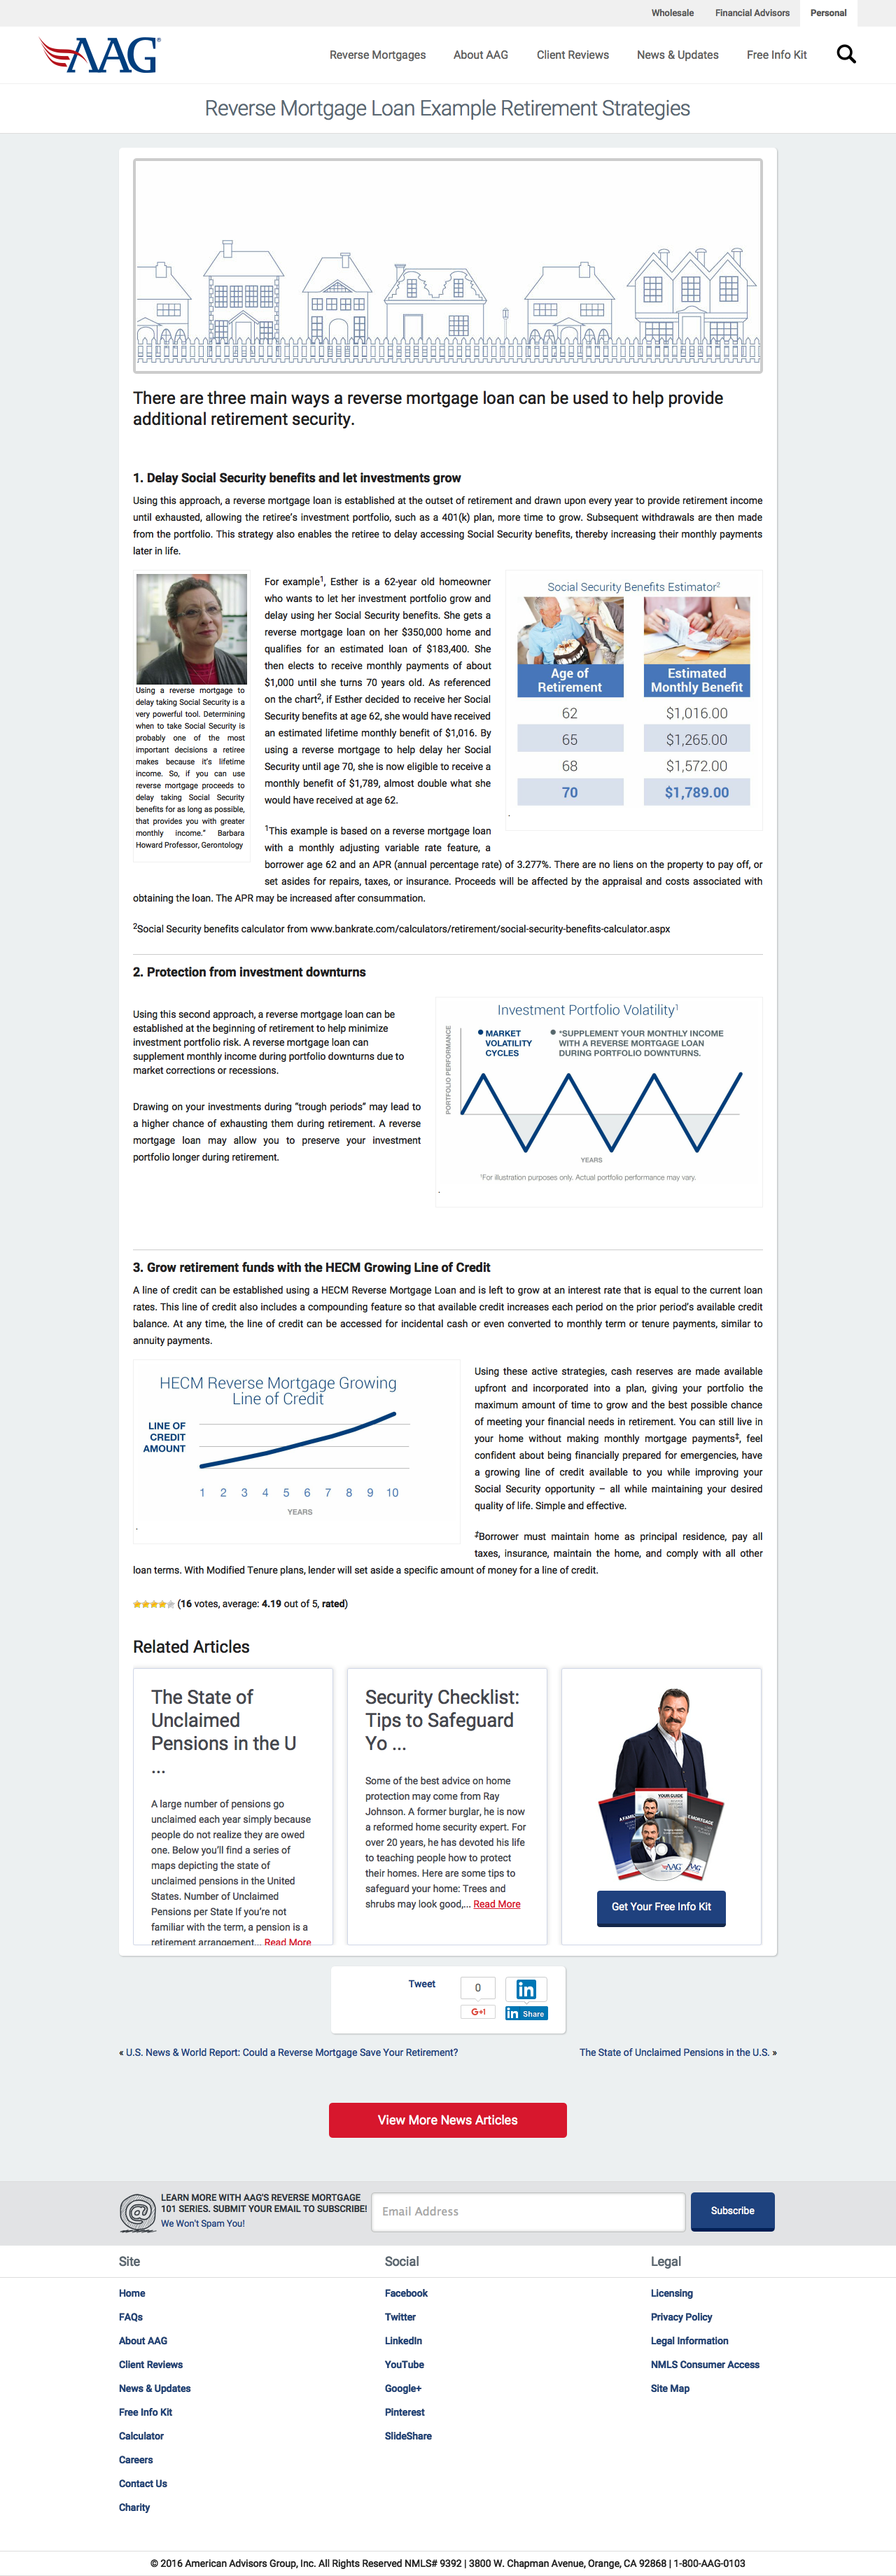 Wholesale Financial Advisors Personal
AAG®
Reverse Mortgages About AAG Client Reviews News & Updates Free Info Kit
Reverse Mortgage Loan Example Retirement Strategies
There are three main ways a reverse mortgage loan can be used to help provide
additional retirement security.
1. Delay Social Security benefits and let investments grow
Using this approach, a reverse mortgage loan is established at the outset of retirement and drawn upon every year to provide retirement income
until exhausted, allowing the retiree's investment portfolio, such as a 401(k) plan, more time to grow. Subsequent withdrawals are then made
from the portfolio. This strategy also enables the retiree to delay accessing Social Security benefits, thereby increasing their monthly payments
later in life.
Using a reverse mortgage to
delay taking Social Security is a
very powerful tool. Determining
when to take Social Security is
probably one of the most
important decisions a retiree
makes because it's lifetime
income. So, if you can use
reverse mortgage proceeds to
delay taking Social Security
benefits for as long as possible,
that provides you with greater
monthly income." Barbara
Howard Professor, Gerontology
For example1, Esther is a 62-year old homeowner
who wants to let her investment portfolio grow and
delay using her Social Security benefits. She gets a
reverse mortgage loan on her $350,000 home and
qualifies for an estimated loan of $183,400. She
then elects to receive monthly payments of about
$1,000 until she turns 70 years old. As referenced
on the chart2, if Esther decided to receive her Social
Security benefits at age 62, she would have received
an estimated lifetime monthly benefit of $1,016. By
using a reverse mortgage to help delay her Social
Security until age 70, she is now eligible to receive a
monthly benefit of $1,789, almost double what she
would have received at age 62.
Social Security Benefits Estimator2
Age of Retirement Estimated Monthly Benefit
62 $1,016.00
65 $1,265.00
68 $1,572.00
70 $1,789.00
.
1This example is based on a reverse mortgage loan
with a monthly adjusting variable rate feature, a
borrower age 62 and an APR (annual percentage rate) of 3.277%. There are no liens on the property to pay off, or
set asides for repairs, taxes, or insurance. Proceeds will be affected by the appraisal and costs associated with
obtaining the loan. The APR may be increased after consummation.
2Social Security benefits calculator from www.bankrate.com/calculators/retirement/social-security-benefits-calculator.aspx
2. Protection from investment downturns
Using this second approach, a reverse mortgage loan can be
established at the beginning of retirement to help minimize
investment portfolio risk. A reverse mortgage loan can
supplement monthly income during portfolio downturns due to
market corrections or recessions.
Drawing on your investments during "trough periods" may lead to
a higher chance of exhausting them during retirement. A reverse
mortgage loan may allow you to preserve your investment
portfolio longer during retirement.
Investment Portfolio Volatility1
PORTFOLIO PERFORMANCE
MARKET
VOLATILITY
CYCLES
*SUPPLEMENT YOUR MONTHLY INCOME
WITH A REVERSE MORTGAGE LOAN
DURING PORTFOLIO DOWNTURNS.
YEARS
1For illustration purposes only. Actual portfolio performance may vary.
.
3. Grow retirement funds with the HECM Growing Line of Credit
A line of credit can be established using a HECM Reverse Mortgage Loan and is left to grow at an interest rate that is equal to the current loan
rates. This line of credit also includes a compounding feature so that available credit increases each period on the prior period's available credit
balance. At any time, the line of credit can be accessed for incidental cash or even converted to monthly term or tenure payments, similar to
annuity payments.
HECM Reverse Mortgage Growing
Line of Credit
LINE OF
CREDIT
AMOUNT
1 2 3 4 5 6 7 8 9 10
YEARS
.
Using these active strategies, cash reserves are made available
upfront and incorporated into a plan, giving your portfolio the
maximum amount of time to grow and the best possible chance
of meeting your financial needs in retirement. You can still live in
your home without making monthly mortgage payments‡, feel
confident about being financially prepared for emergencies, have
a growing line of credit available to you while improving your
Social Security opportunity – all while maintaining your desired
quality of life. Simple and effective.
‡Borrower must maintain home as principal residence, pay all
taxes, insurance, maintain the home, and comply with all other
loan terms. With Modified Tenure plans, lender will set aside a specific amount of money for a line of credit.
(16 votes, average: 4.19 out of 5, rated)
Related Articles
The State of
Unclaimed
Pensions in the U
...
A large number of pensions go
unclaimed each year simply because
people do not realize they are owed
one. Below you'll find a series of
maps depicting the state of
unclaimed pensions in the United
States. Number of Unclaimed
Pensions per State If you're not
familiar with the term, a pension is a
retirement arrangement... Read More
Security Checklist:
Tips to Safeguard
Yo ...
Some of the best advice on home
protection may come from Ray
Johnson. A former burglar, he is now
a reformed home security expert. For
over 20 years, he has devoted his life
to teaching people how to protect
their homes. Here are some tips to
safeguard your home: Trees and
shrubs may look good,... Read More
YOUR GUIDE
AAG AAG
Get Your Free Info Kit
Tweet
0
G+1
in
in Share
« U.S. News & World Report: Could a Reverse Mortgage Save Your Retirement?
The State of Unclaimed Pensions in the U.S. »
View More News Articles
@
LEARN MORE WITH AAG'S REVERSE MORTGAGE
101 SERIES. SUBMIT YOUR EMAIL TO SUBSCRIBE!
We Won't Spam You!
Email Address
Subscribe
Site
Home
FAQs
About AAG
Client Reviews
News & Updates
Free Info Kit
Calculator
Careers
Contact Us
Charity
Social
Facebook
Twitter
LinkedIn
YouTube
Google+
Pinterest
SlideShare
Legal
Licensing
Privacy Policy
Legal Information
NMLS Consumer Access
Site Map
© 2016 American Advisors Group, Inc. All Rights Reserved NMLS# 9392 | 3800 W. Chapman Avenue, Orange, CA 92868 | 1-800-AAG-0103